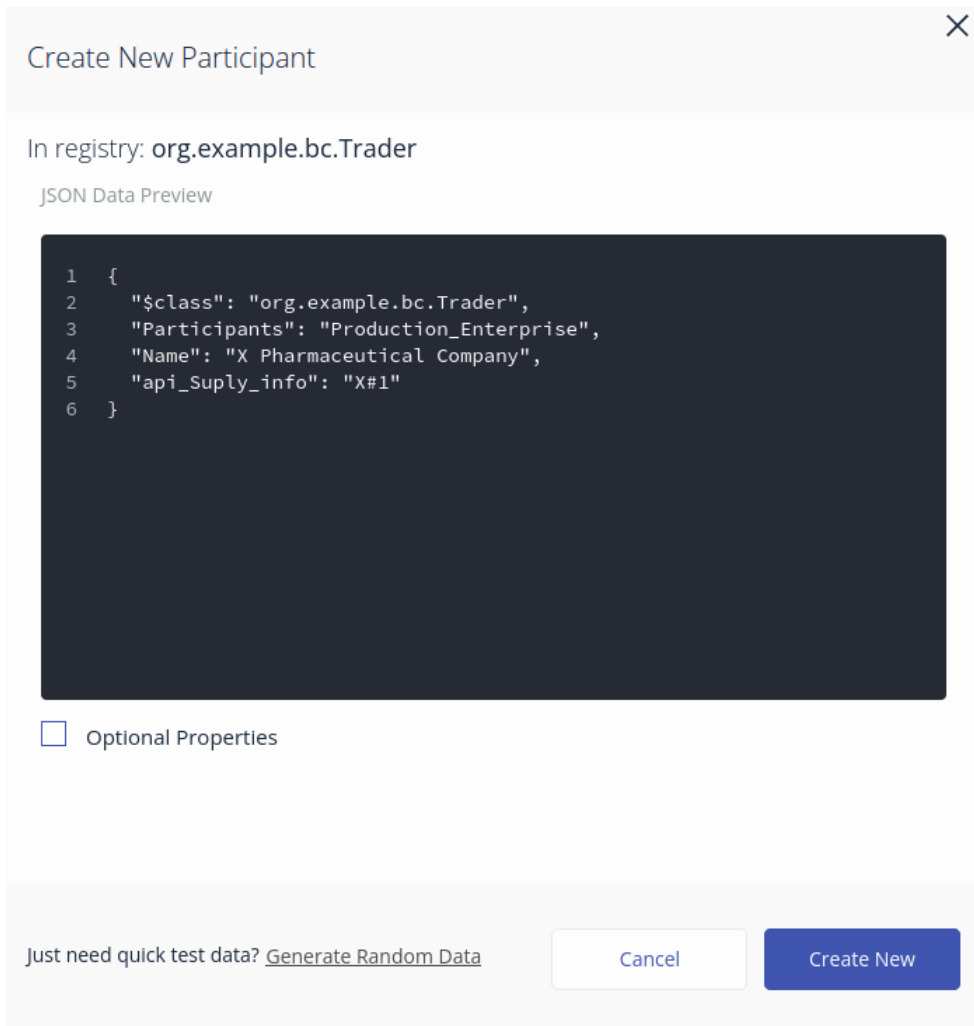 Create New Participant
In registry: org.example.bc.Trader
JSON Data Preview
1 {
2 "$class": "org.example.bc.Trader",
3 "Participants": "Production_Enterprise",
4 "Name": "X Pharmaceutical Company",
5 "api_Suply_info": "X#1"
6 }
Optional Properties
Just need quick test data? Generate Random Data
Cancel
Create New